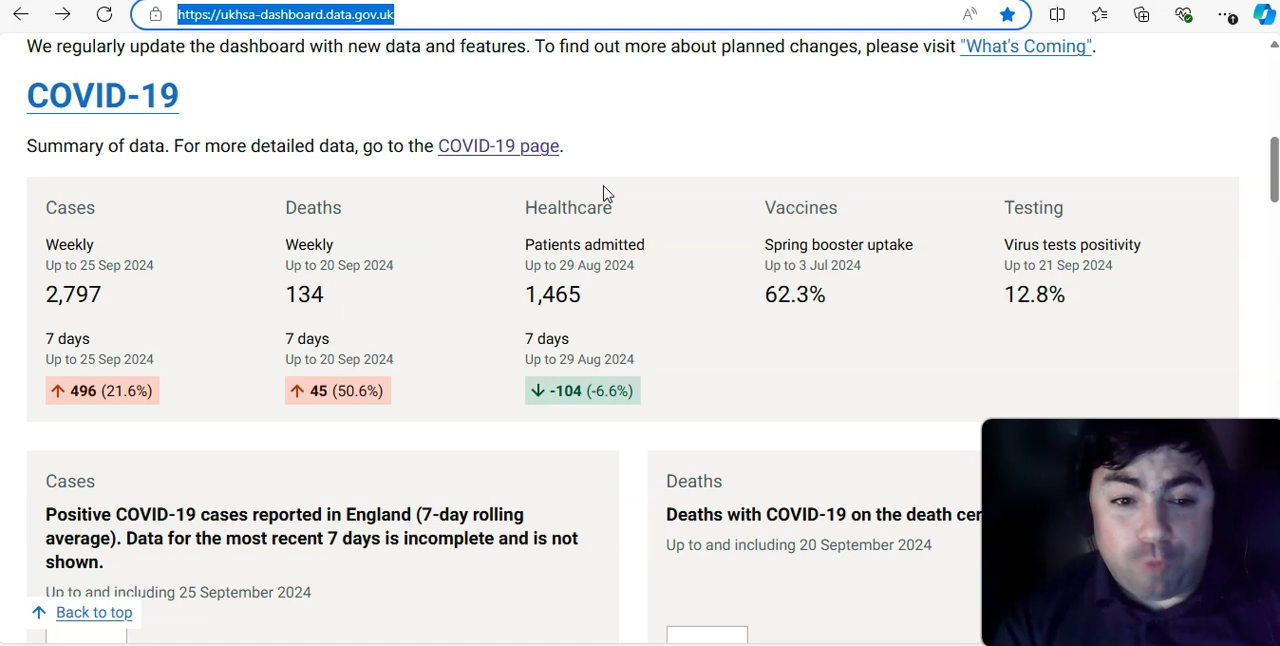 https://ukhsa-dashboard.data.gov.uk
We regularly update the dashboard with new data and features. To find out more about planned changes, please visit "What's Coming".
COVID-19
Summary of data. For more detailed data, go to the COVID-19 page.
Cases
Weekly
Up to 25 Sep 2024
2,797
7 days
Up to 25 Sep 2024
↑ 496 (21.6%)
Deaths
Weekly
Up to 20 Sep 2024
134
7 days
Up to 20 Sep 2024
↑ 45 (50.6%)
Healthcare
Patients admitted
Up to 29 Aug 2024
1,465
7 days
Up to 29 Aug 2024
↓ -104 (-6.6%)
Vaccines
Spring booster uptake
Up to 3 Jul 2024
62.3%
Testing
Virus tests positivity
Up to 21 Sep 2024
12.8%
Cases
Positive COVID-19 cases reported in England (7-day rolling
average). Data for the most recent 7 days is incomplete and is not
shown.
Up to and including 25 September 2024
Deaths
Deaths with COVID-19 on the death cer
Up to and including 20 September 2024
↑ Back to top